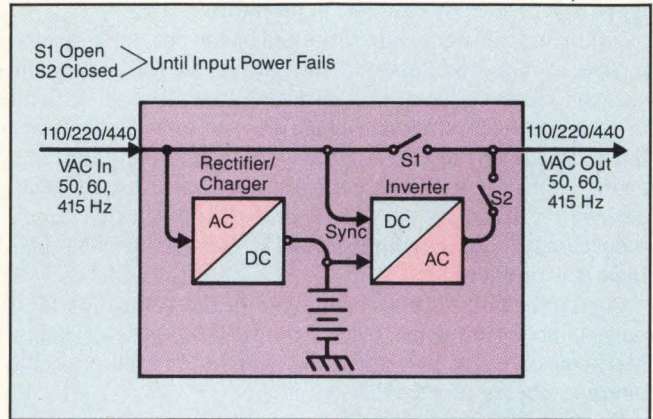 S1 Open
S2 Closed
Until Input Power Fails
110/220/440
VAC In
50, 60,
415 Hz
Rectifier/
Charger
AC
DC
Sync
S1
Inverter
DC
AC
S2
110/220/440
VAC Out
50, 60,
415 Hz